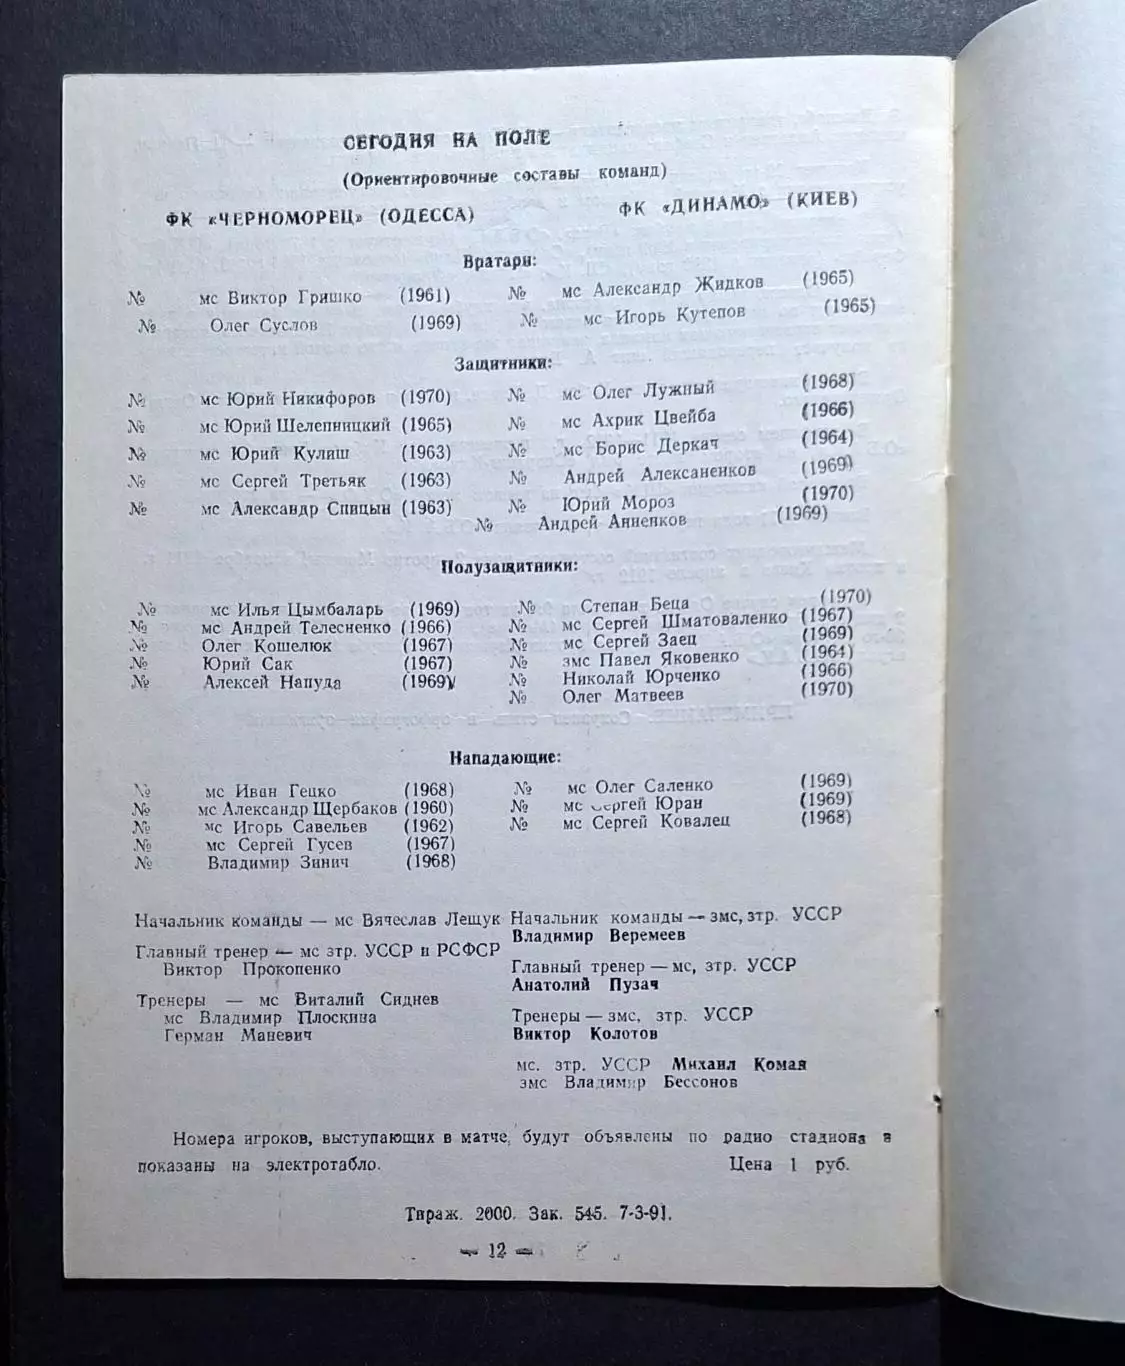 СЕГОДНЯ НА ПОЛЕ
(Ориентировочные составы команд)
ФК «ЧЕРНОМОРЕЦ» (ОДЕССА) ФК «ДИНАМО» (КИЕВ)
Вратари:
№ мс Виктор Гришко (1961) № мс Александр Жидков (1965)
№ Олег Суслов (1969) № мс Игорь Кутепов (1965)
Защитники:
№ мс Юрий Никифоров (1970) № мс Олег Лужный (1968)
№ мс Юрий Шелепницкий (1965) № мс Ахрик Цвейба (1966)
№ мс Юрий Кулиш (1963) № мс Борис Деркач (1964)
№ мс Сергей Третьяк (1963) № Андрей Алексаненков (1969)
№ мс Александр Спицын (1963) № Юрий Мороз (1970)
№ Андрей Анненков (1969)
Полузащитники:
№ мс Илья Цымбаларь (1969) № Степан Беца (1970)
№ мс Андрей Телесненко (1966) № мс Сергей Шматоваленко (1967)
№ Олег Кошелюк (1967) № мс Сергей Заец (1969)
№ Юрий Сак (1967) № змс Павел Яковенко (1964)
№ Алексей Напуда (1969) № Николай Юрченко (1966)
№ Олег Матвеев (1970)
Нападающие:
№ мс Иван Гецко (1968) № мс Олег Саленко (1969)
№ мс Александр Щербаков (1960) № мс Сергей Юран (1969)
№ мс Игорь Савельев (1962) № мс Сергей Ковалец (1968)
№ мс Сергей Гусев (1967)
№ Владимир Зинич (1968)
Начальник команды — мс Вячеслав Лещук Начальник команды — змс, зтр. УССР
Владимир Веремеев
Главный тренер — мс зтр. УССР и РСФСР
Виктор Прокопенко Главный тренер — мс, зтр. УССР
Анатолий Пузач
Тренеры — мс Виталий Сиднев
мс Владимир Плоскина Тренеры — змс, зтр. УССР
Герман Маневич Виктор Колотов
мс. зтр. УССР Михаил Комая
змс Владимир Бессонов
Номера игроков, выступающих в матче, будут объявлены по радио стадиона и
показаны на электротабло. Цена 1 руб.
Тираж. 2000. Зак. 545. 7-3-91.
— 12 —